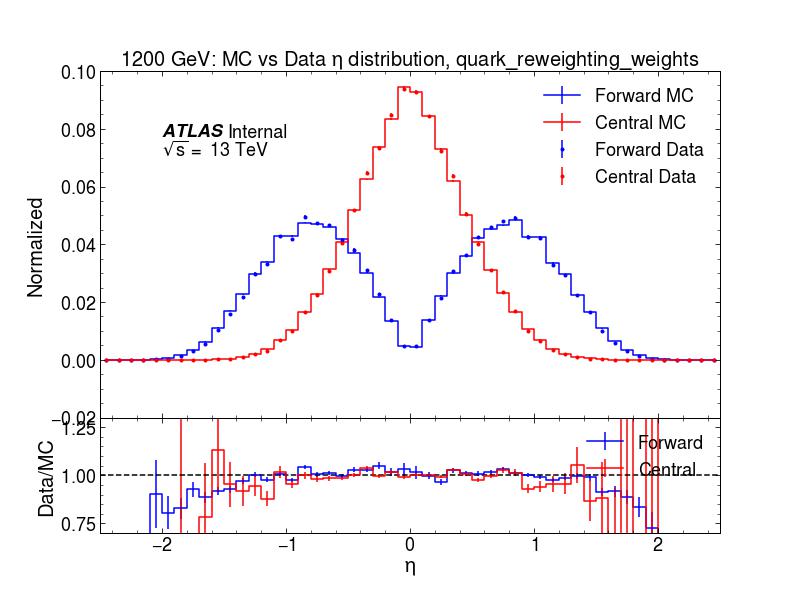 1200 GeV: MC vs Data η distribution, quark_reweighting_weights
0.10
0.08
0.06
0.04
0.02
0.00
−0.02
Normalized
ATLAS Internal
√s = 13 TeV
Forward MC
Central MC
Forward Data
Central Data
1.25
1.00
0.75
Data/MC
Forward
Central
−2 −1 0 1 2
η